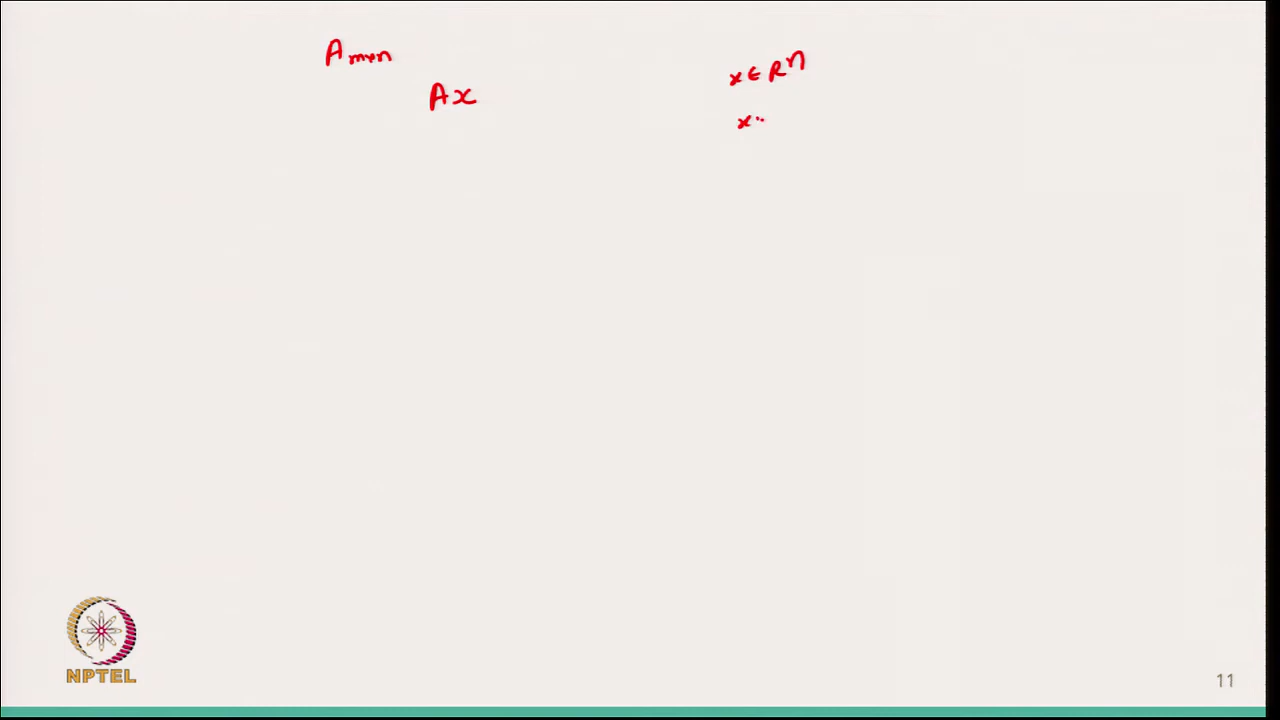 A m×n
x ∈ R^n
Ax
x
NPTEL
11